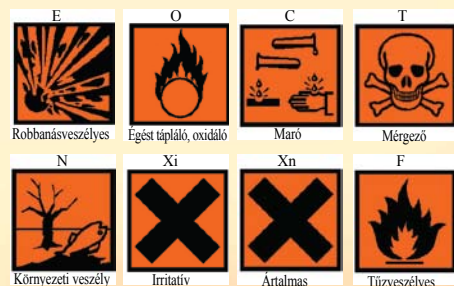 E O C T
Robbanásveszélyes Égést tápláló, oxidáló Maró Mérgező
N Xi Xn F
Környezeti veszély Irritatív Ártalmas Tűzveszélyes